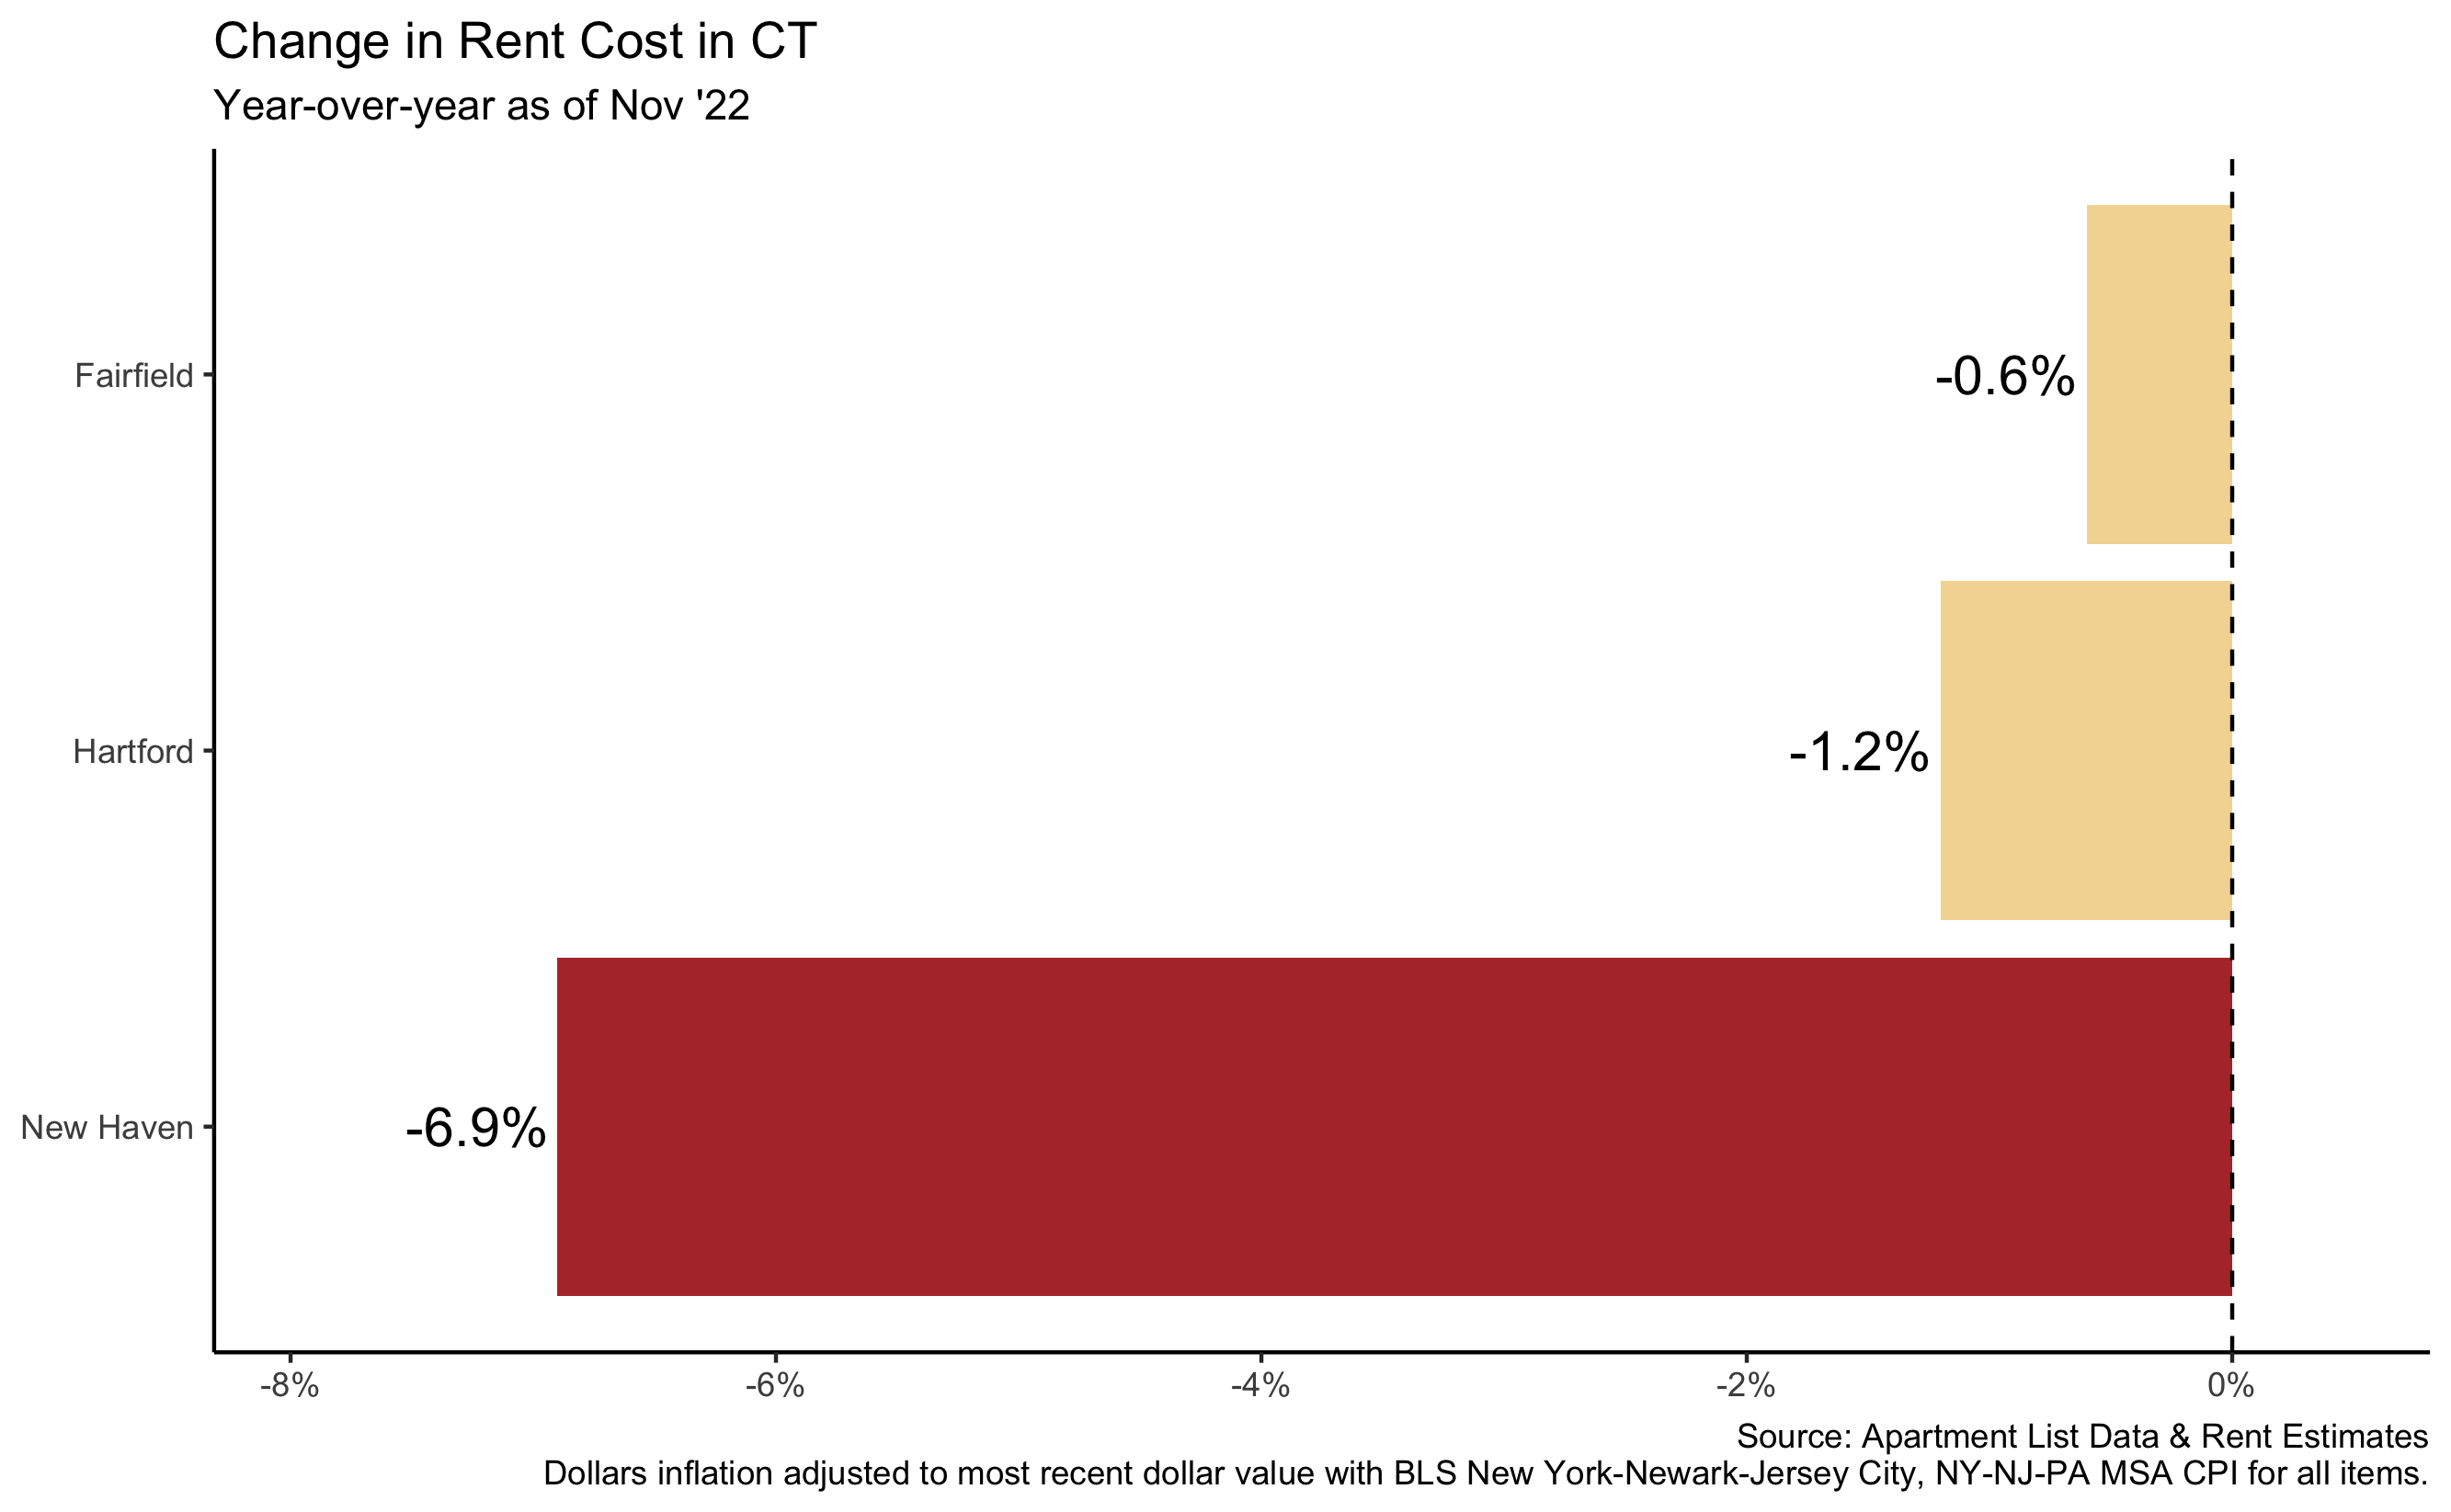 Change in Rent Cost in CT
Year-over-year as of Nov '22
Fairfield
-0.6%
Hartford
-1.2%
New Haven
-6.9%
-8%
-6%
-4%
-2%
0%
Source: Apartment List Data & Rent Estimates
Dollars inflation adjusted to most recent dollar value with BLS New York-Newark-Jersey City, NY-NJ-PA MSA CPI for all items.